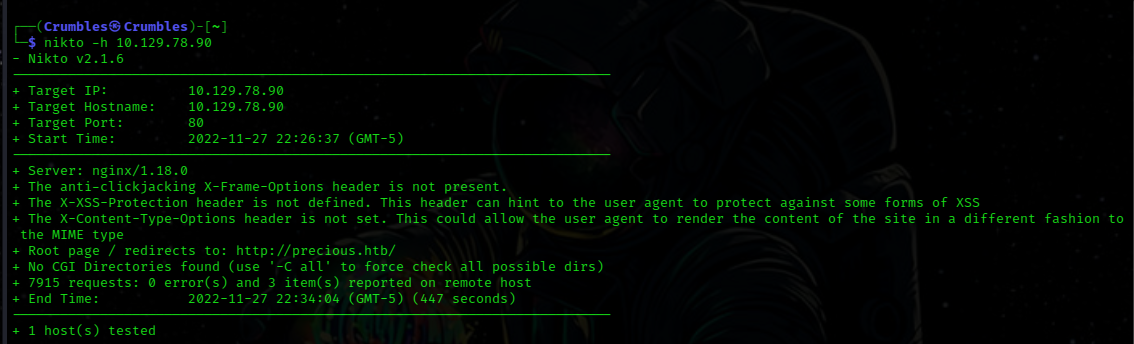 ┌──(Crumbles㉿Crumbles)-[~]
└─$ nikto -h 10.129.78.90
- Nikto v2.1.6
---------------------------------------------------------------------------
+ Target IP:          10.129.78.90
+ Target Hostname:    10.129.78.90
+ Target Port:        80
+ Start Time:         2022-11-27 22:26:37 (GMT-5)
---------------------------------------------------------------------------
+ Server: nginx/1.18.0
+ The anti-clickjacking X-Frame-Options header is not present.
+ The X-XSS-Protection header is not defined. This header can hint to the user agent to protect against some forms of XSS
+ The X-Content-Type-Options header is not set. This could allow the user agent to render the content of the site in a different fashion to
 the MIME type
+ Root page / redirects to: http://precious.htb/
+ No CGI Directories found (use '-C all' to force check all possible dirs)
+ 7915 requests: 0 error(s) and 3 item(s) reported on remote host
+ End Time:           2022-11-27 22:34:04 (GMT-5) (447 seconds)
---------------------------------------------------------------------------
+ 1 host(s) tested